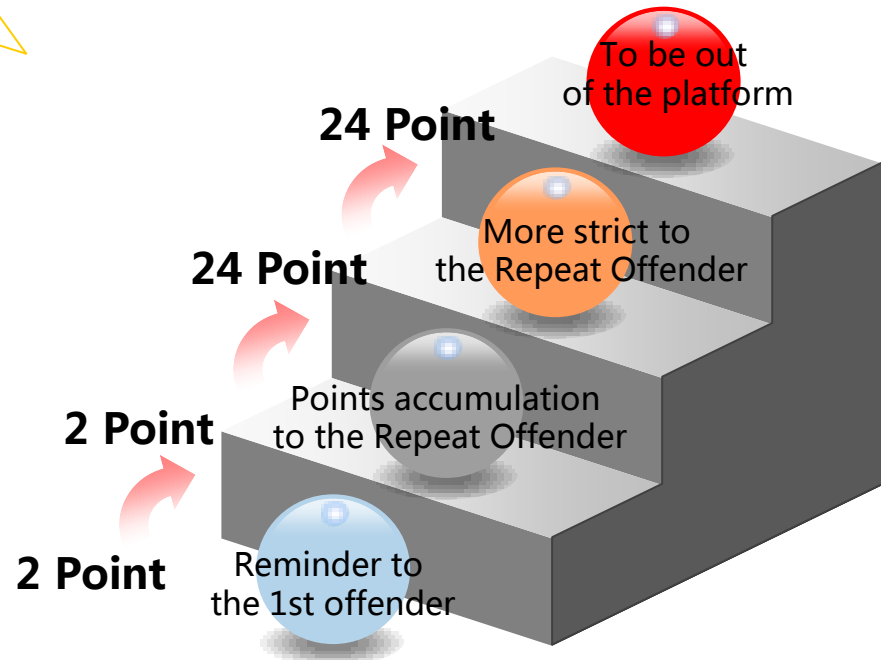 To be out
of the platform
24 Point
More strict to
the Repeat Offender
24 Point
Points accumulation
to the Repeat Offender
2 Point
Reminder to
the 1st offender
2 Point